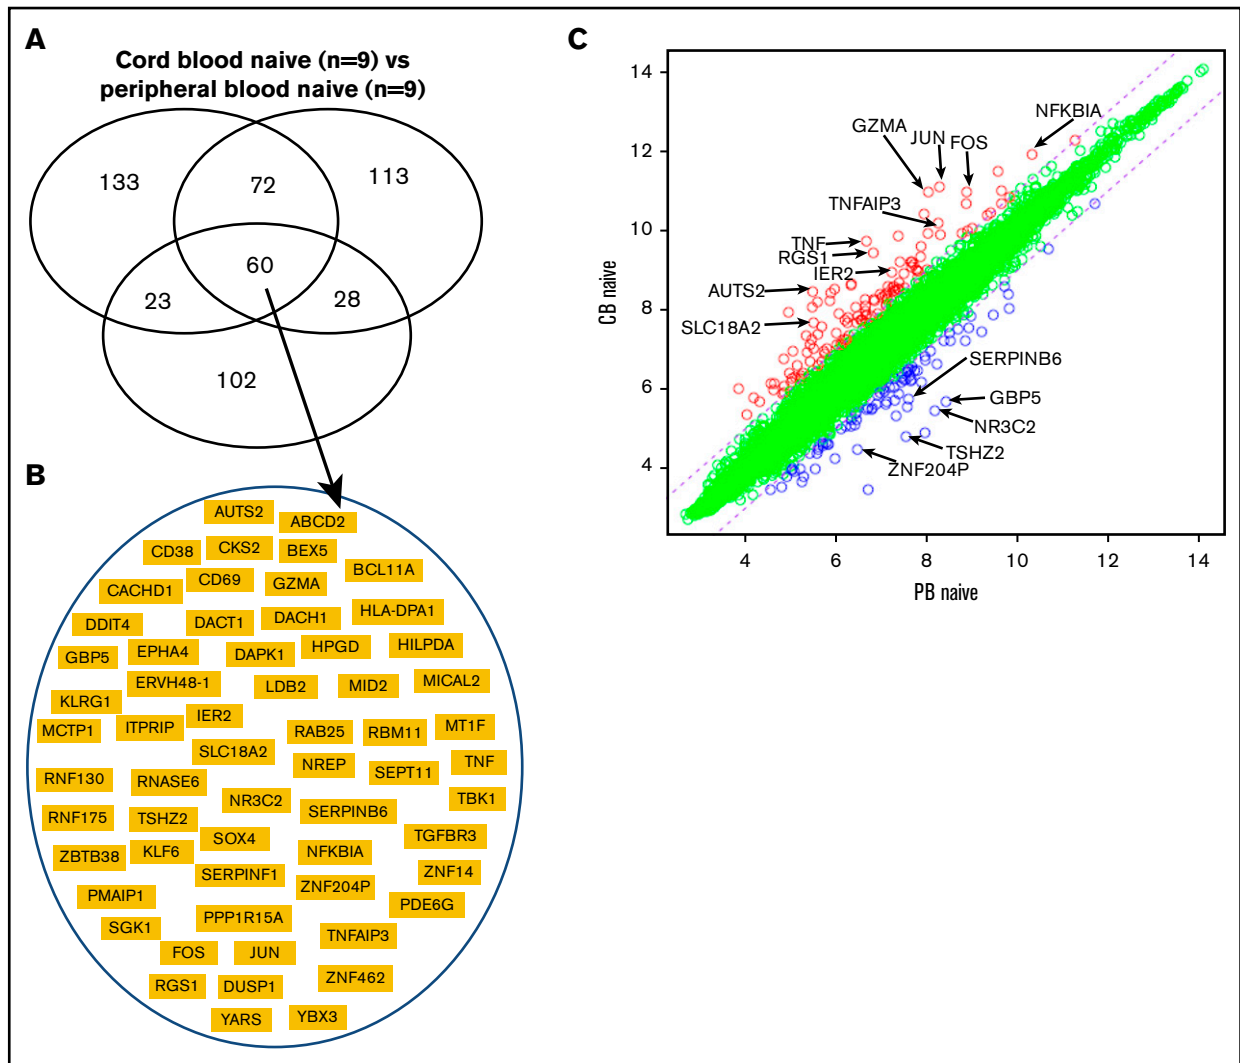 A
Cord blood naive (n=9) vs
peripheral blood naive (n=9)
133
72
113
60
23
28
102
B
AUTS2
ABCD2
CD38
CKS2
BEX5
BCL11A
CACHD1
CD69
GZMA
DDIT4
DACT1
DACH1
HLA-DPA1
GBP5
EPHA4
DAPK1
HPGD
HILPDA
ERVH48-1
LDB2
MID2
MICAL2
KLRG1
MCTP1
ITPRIP
IER2
RAB25
RBM11
MT1F
SLC18A2
NREP
SEPT11
TNF
RNF130
RNASE6
NR3C2
SERPINB6
TBK1
RNF175
TSHZ2
SOX4
TGFBR3
ZBTB38
KLF6
NFKBIA
SERPINF1
ZNF204P
ZNF14
PMAIP1
PPP1R15A
PDE6G
SGK1
TNFAIP3
FOS
JUN
RGS1
DUSP1
ZNF462
YARS
YBX3
C
14
12
10
8
6
4
CB naive
4
6
8
10
12
14
PB naive
NFKBIA
GZMA
JUN
FOS
TNFAIP3
TNF
RGS1
IER2
AUTS2
SLC18A2
SERPINB6
GBP5
NR3C2
TSHZ2
ZNF204P